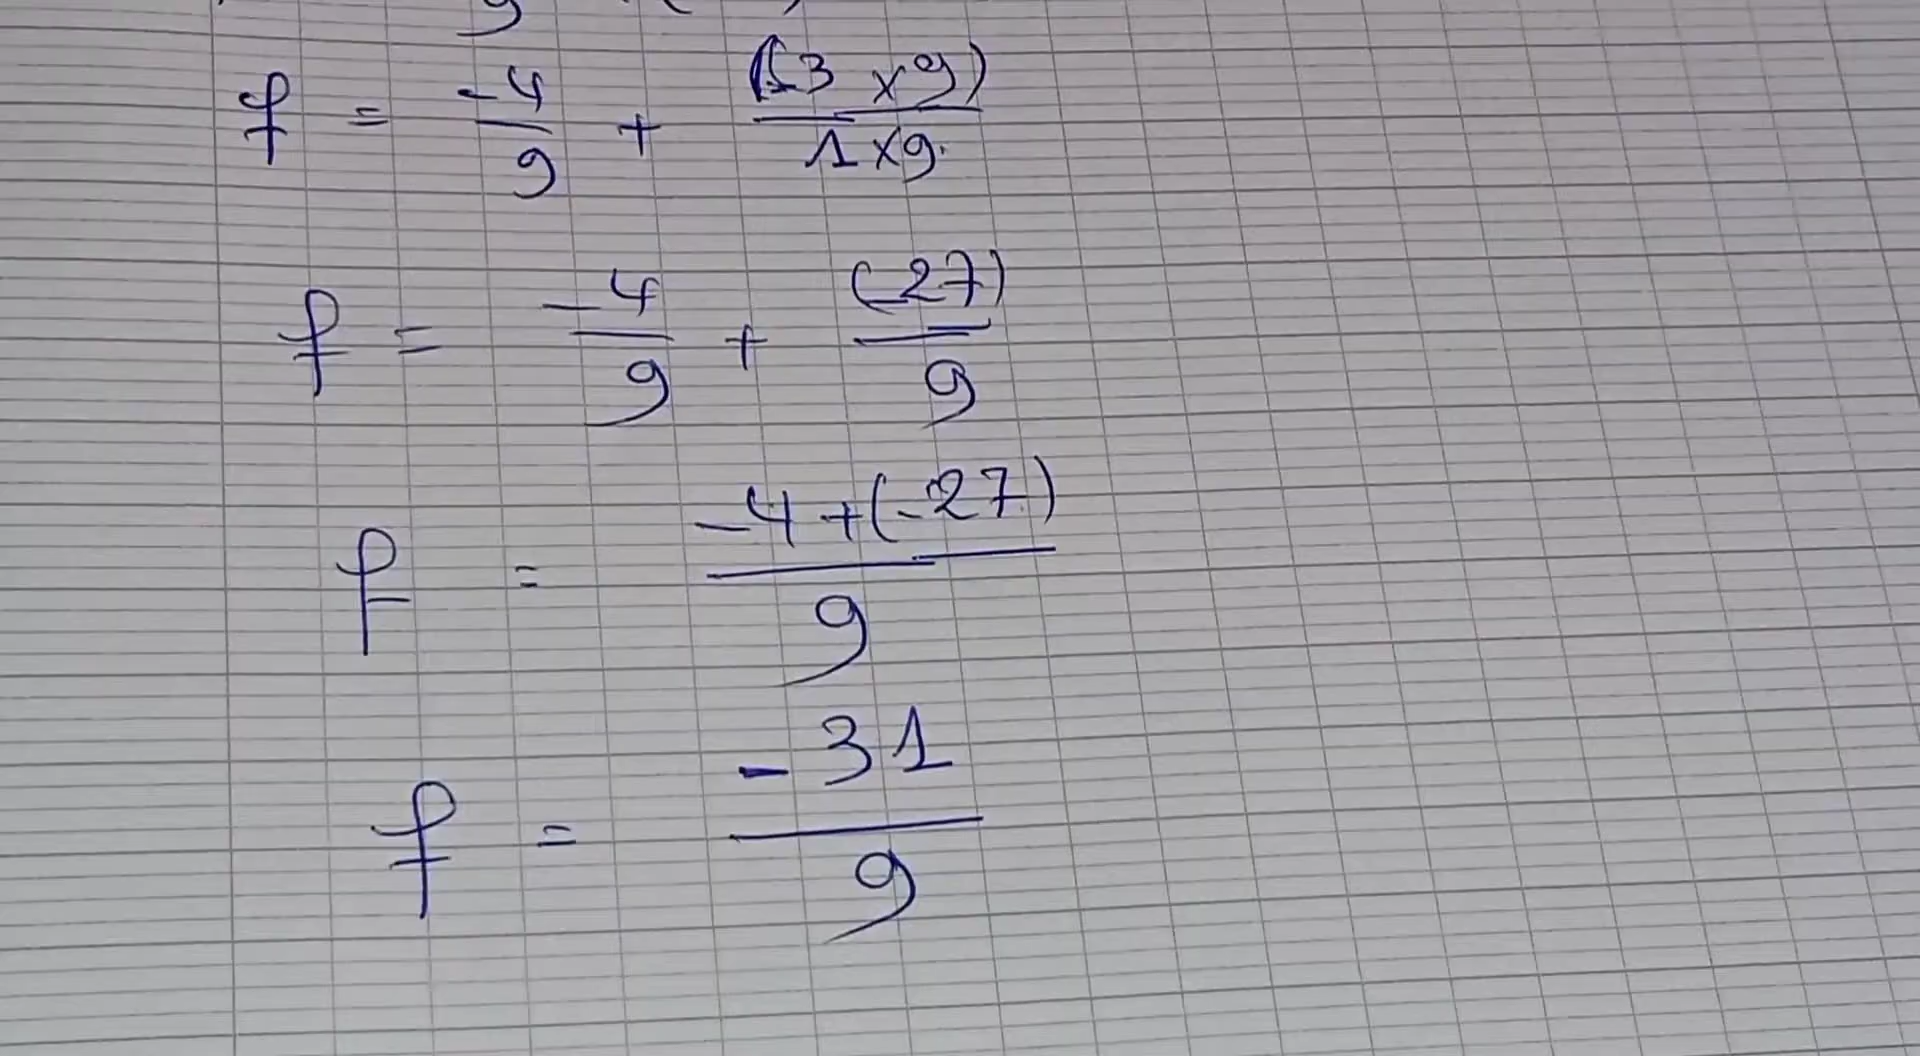 f = -4/9 + (-3 x 9)/1 x 9
f = -4/9 + (-27)/9
f = -4+(-27)/9
f = -31/9